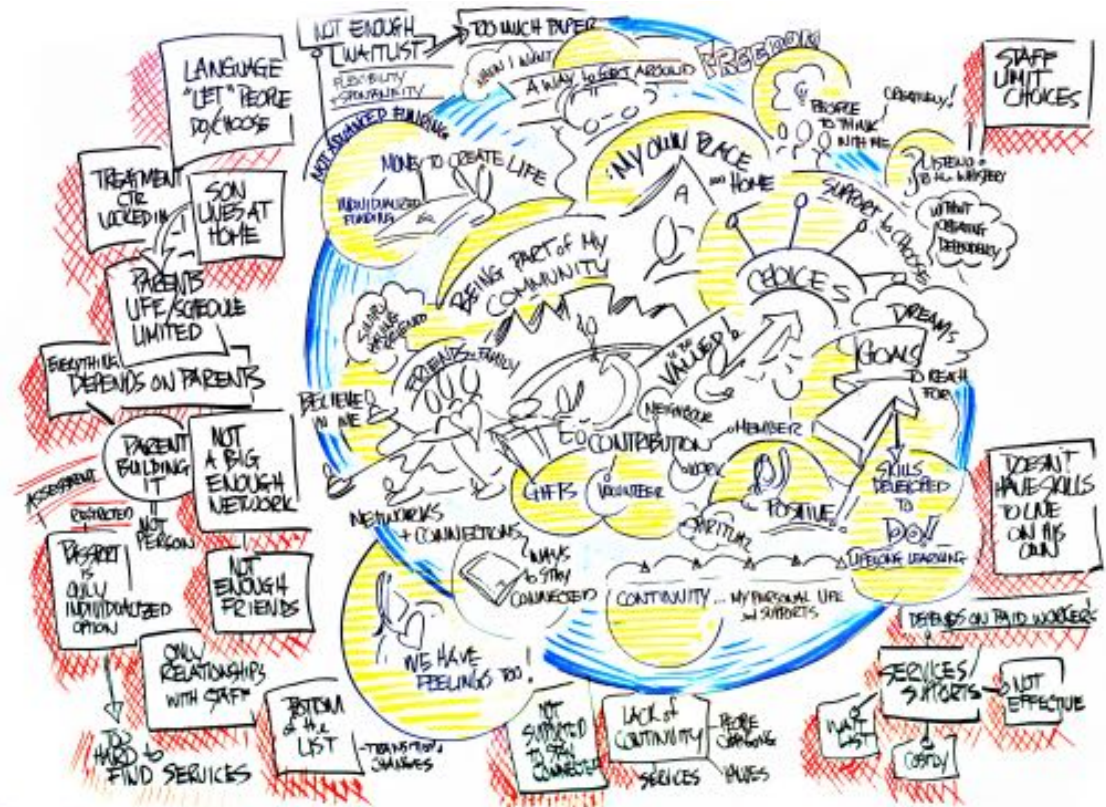 NOT ENOUGH
WAITLIST
TOO MUCH PAPER
FLEXIBILITY
SPONTANEITY
WHEN I WANT
A WAY to GET AROUND
FREEDOM
LANGUAGE
"LET" PEOPLE
DO/CHOOSE
STAFF
LIMIT
CHOICES
CREATIVELY!
PEOPLE
TO THINK
WITH ME
MONEY TO CREATE LIFE
INDIVIDUALIZED
FUNDING
MY OWN PLACE
HOME
LISTEN to
the WHISPERS
WITHOUT
CREATING
DEPENDENCY
SUPPORT to CHOOSE
TREATMENT
CTR
LOCKED IN
SON
LIVES AT
HOME
PARENTS
LIFE/SCHEDULE
LIMITED
BEING PART of MY
COMMUNITY
CHOICES
DREAMS
GOALS
TO REACH
FOR
EVERYTHING
DEPENDS ON PARENTS
FRIENDS & FAMILY
to BE
VALUED
BELIEVE
IN ME
NEIGHBOUR
MEMBER
CONTRIBUTION
WORK
PARENT
BUILDING
IT
NOT
PERSON
NOT
A BIG
ENOUGH
NETWORK
ASSESSMENT
RESTRICTED
GIFTS
VOLUNTEER
POSITIVE
SPIRITUAL
SKILLS
DEVELOPED
TO
DO!!
LIFELONG LEARNING
DOESN'T
HAVE SKILLS
TO LIVE
ON HIS
OWN
NETWORKS
+ CONNECTIONS
WAYS
to STAY
CONNECTED
PASSPORT
IS
ONLY
INDIVIDUALIZED
OPTION
NOT
ENOUGH
FRIENDS
CONTINUITY ... MY PERSONAL LIFE
and SUPPORTS
DEPENDS ON PAID WORKERS
WE HAVE
FEELINGS TOO!
ONLY
RELATIONSHIPS
WITH STAFF
SERVICES/
SUPPORTS
NOT
EFFECTIVE
WAIT
LIST
COSTLY
TOO
HARD to
FIND SERVICES
BOTTOM
of the
LIST
TRANSITION
CHANGES
NOT
SUPPORTED
TO STAY
CONNECTED
LACK of
CONTINUITY
PEOPLE
CHANGING
SERVICES
VALUES